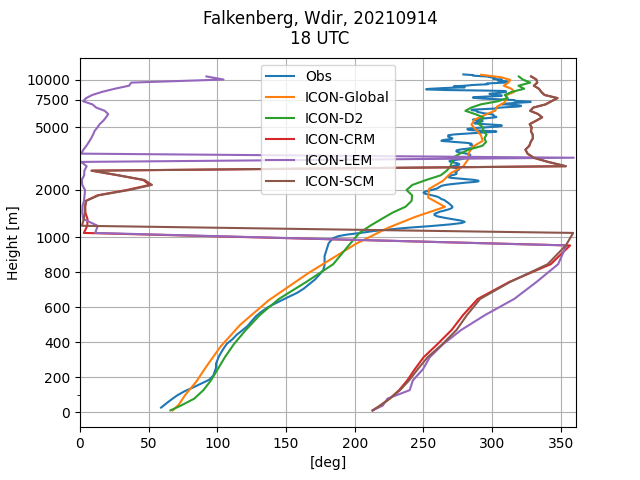 Falkenberg, Wdir, 20210914
18 UTC
Obs
ICON-Global
ICON-D2
ICON-CRM
ICON-LEM
ICON-SCM
Height [m]
10000
7500
5000
2000
1000
800
600
400
200
0
0 50 100 150 200 250 300 350
[deg]